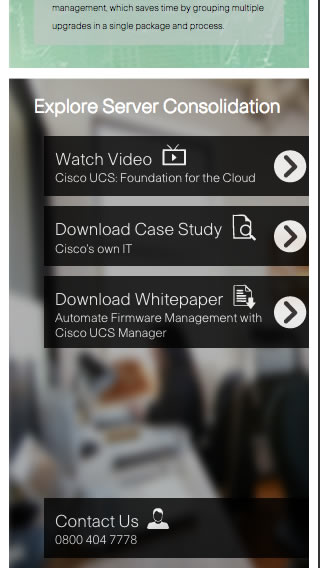 management, which saves time by grouping multiple
upgrades in a single package and process.
Explore Server Consolidation
Watch Video
Cisco UCS: Foundation for the Cloud
Download Case Study
Cisco's own IT
Download Whitepaper
Automate Firmware Management with
Cisco UCS Manager
Contact Us
0800 404 7778